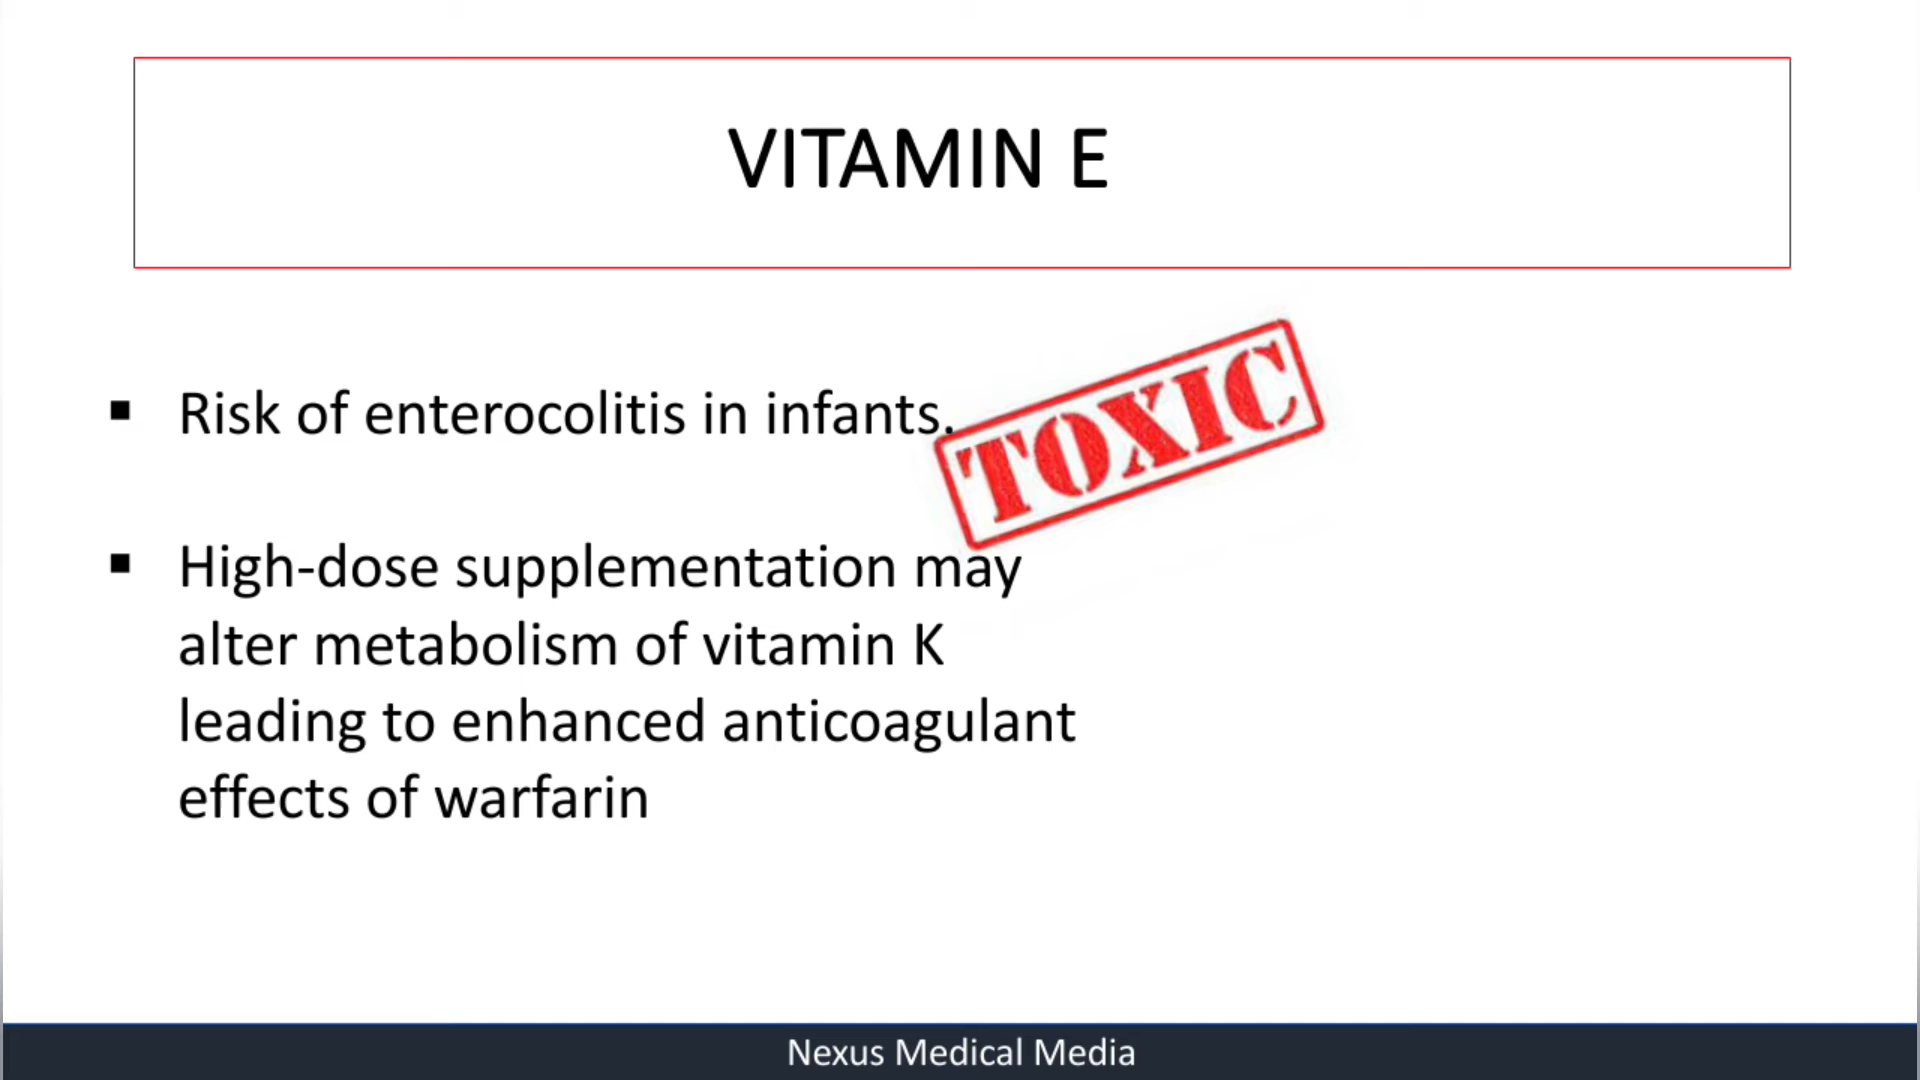 VITAMIN E
▪ Risk of enterocolitis in infants.
TOXIC
▪ High-dose supplementation may
alter metabolism of vitamin K
leading to enhanced anticoagulant
effects of warfarin
Nexus Medical Media